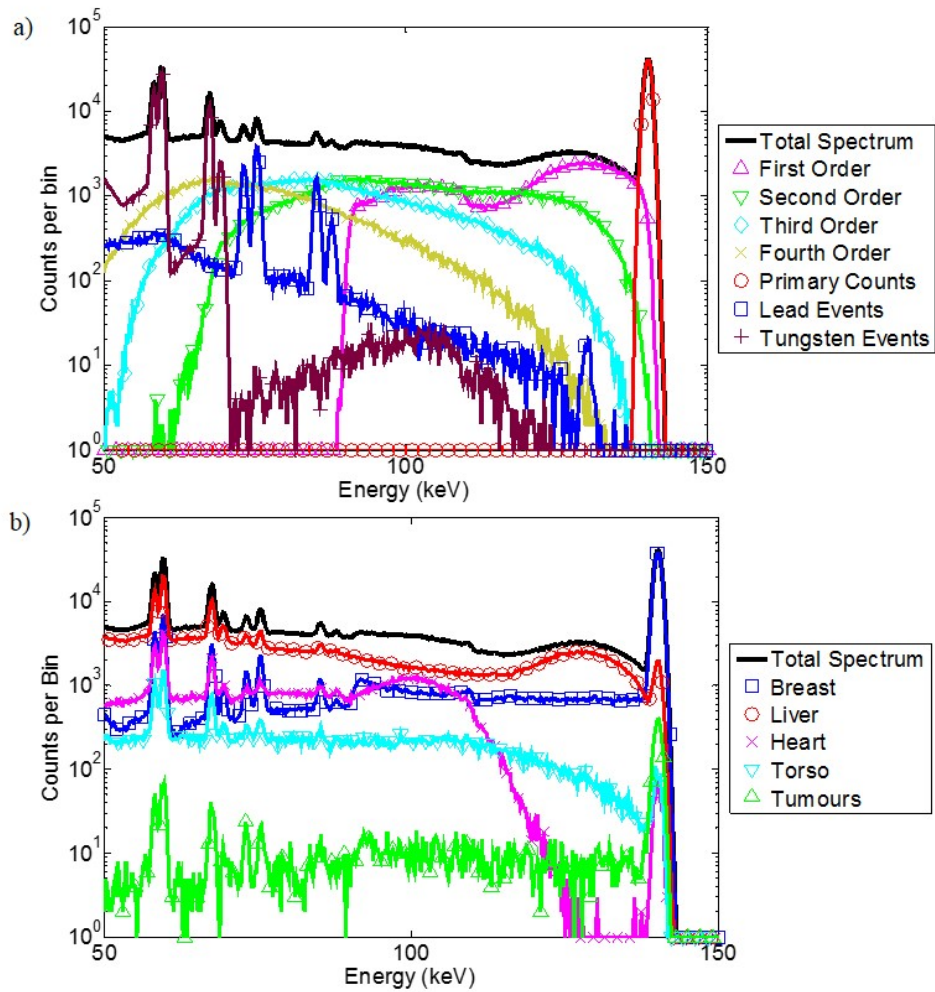 a)
10^5
10^4
10^3
10^2
10^1
10^0
Counts per bin
50
100
150
Energy (keV)
Total Spectrum
First Order
Second Order
Third Order
Fourth Order
Primary Counts
Lead Events
Tungsten Events
b)
10^5
10^4
10^3
10^2
10^1
10^0
Counts per Bin
50
100
150
Energy (keV)
Total Spectrum
Breast
Liver
Heart
Torso
Tumours